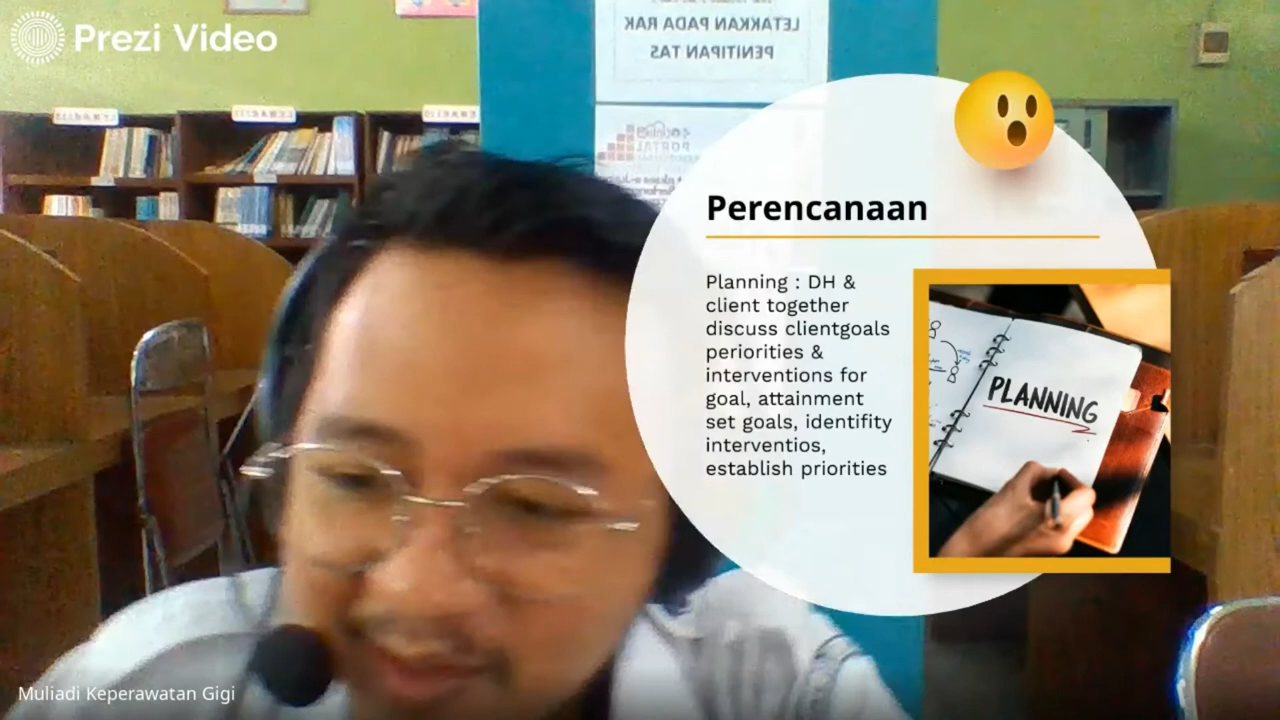 Prezi Video
LETAKKAN PADA RAK
PENITIPAN TAS
PORTAL
Perencanaan
Planning : DH &
client together
discuss clientgoals
periorities &
interventions for
goal, attainment
set goals, identifity
interventios,
establish priorities
PLANNING
Muliadi Keperawatan Gigi